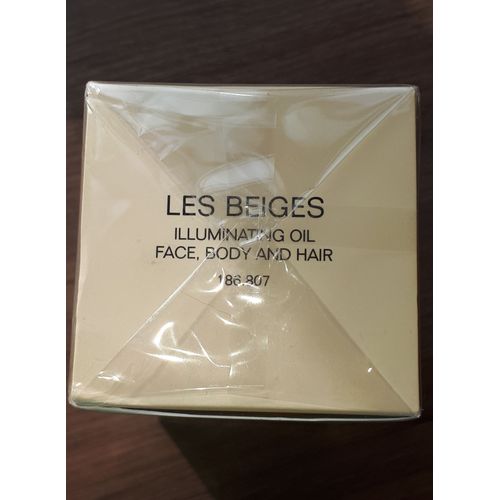 LES BEIGES
ILLUMINATING OIL
FACE, BODY AND HAIR
186.807